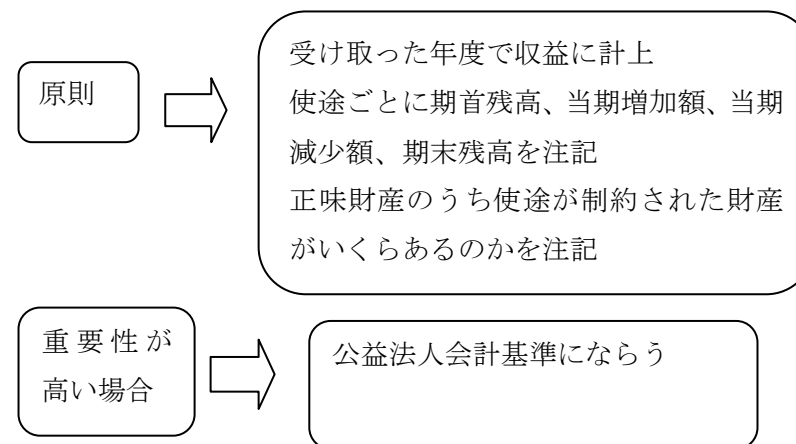 原則
受け取った年度で収益に計上
使途ごとに期首残高、当期増加額、当期
減少額、期末残高を注記
正味財産のうち使途が制約された財産
がいくらあるのかを注記
重要性が
高い場合
公益法人会計基準にならう